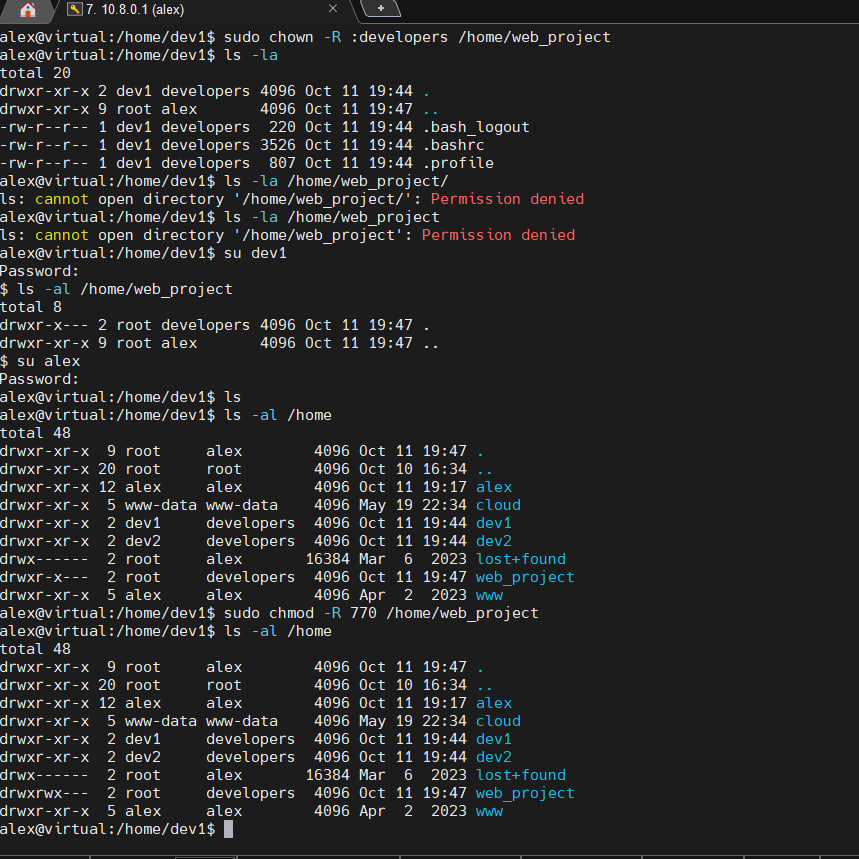 7. 10.8.0.1 (alex)
alex@virtual:/home/dev1$ sudo chown -R :developers /home/web_project
alex@virtual:/home/dev1$ ls -la
total 20
drwxr-xr-x 2 dev1 developers 4096 Oct 11 19:44 .
drwxr-xr-x 9 root alex       4096 Oct 11 19:47 ..
-rw-r--r-- 1 dev1 developers  220 Oct 11 19:44 .bash_logout
-rw-r--r-- 1 dev1 developers 3526 Oct 11 19:44 .bashrc
-rw-r--r-- 1 dev1 developers  807 Oct 11 19:44 .profile
alex@virtual:/home/dev1$ ls -la /home/web_project/
ls: cannot open directory '/home/web_project/': Permission denied
alex@virtual:/home/dev1$ ls -la /home/web_project
ls: cannot open directory '/home/web_project': Permission denied
alex@virtual:/home/dev1$ su dev1
Password:
$ ls -al /home/web_project
total 8
drwxr-x--- 2 root developers 4096 Oct 11 19:47 .
drwxr-xr-x 9 root alex       4096 Oct 11 19:47 ..
$ su alex
Password:
alex@virtual:/home/dev1$ ls
alex@virtual:/home/dev1$ ls -al /home
total 48
drwxr-xr-x  9 root     alex        4096 Oct 11 19:47 .
drwxr-xr-x 20 root     root        4096 Oct 10 16:34 ..
drwxr-xr-x 12 alex     alex        4096 Oct 11 19:17 alex
drwxr-xr-x  5 www-data www-data    4096 May 19 22:34 cloud
drwxr-xr-x  2 dev1     developers  4096 Oct 11 19:44 dev1
drwxr-xr-x  2 dev2     developers  4096 Oct 11 19:44 dev2
drwx------  2 root     alex       16384 Mar  6  2023 lost+found
drwxr-x---  2 root     developers  4096 Oct 11 19:47 web_project
drwxr-xr-x  5 alex     alex        4096 Apr  2  2023 www
alex@virtual:/home/dev1$ sudo chmod -R 770 /home/web_project
alex@virtual:/home/dev1$ ls -al /home
total 48
drwxr-xr-x  9 root     alex        4096 Oct 11 19:47 .
drwxr-xr-x 20 root     root        4096 Oct 10 16:34 ..
drwxr-xr-x 12 alex     alex        4096 Oct 11 19:17 alex
drwxr-xr-x  5 www-data www-data    4096 May 19 22:34 cloud
drwxr-xr-x  2 dev1     developers  4096 Oct 11 19:44 dev1
drwxr-xr-x  2 dev2     developers  4096 Oct 11 19:44 dev2
drwx------  2 root     alex       16384 Mar  6  2023 lost+found
drwxrwx---  2 root     developers  4096 Oct 11 19:47 web_project
drwxr-xr-x  5 alex     alex        4096 Apr  2  2023 www
alex@virtual:/home/dev1$